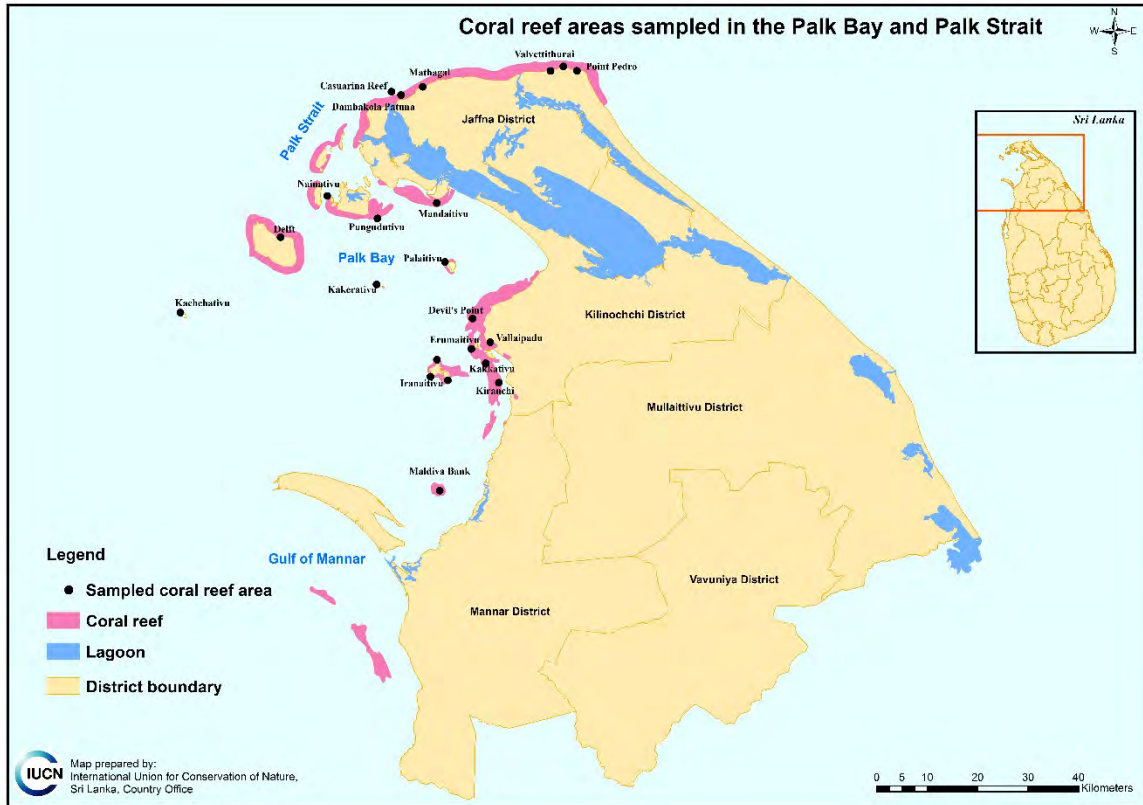 Coral reef areas sampled in the Palk Bay and Palk Strait
N
W E
S
Valvettithurai
Point Pedro
Mathagal
Casuarina Reef
Dambakola Patuna
Jaffna District
Sri Lanka
Palk Strait
Nainativu
Mandaitivu
Pungudutivu
Delft
Palk Bay
Palaitivu
Kakerativu
Kachchativu
Devil's Point
Kilinochchi District
Erumaitivu
Vallaipadu
Kakkativu
Iranaitivu
Kiranchi
Mullaittivu District
Maldiva Bank
Gulf of Mannar
Vavuniya District
Mannar District
Legend
Sampled coral reef area
Coral reef
Lagoon
District boundary
IUCN
Map prepared by:
International Union for Conservation of Nature,
Sri Lanka, Country Office
0 5 10 20 30 40
Kilometers